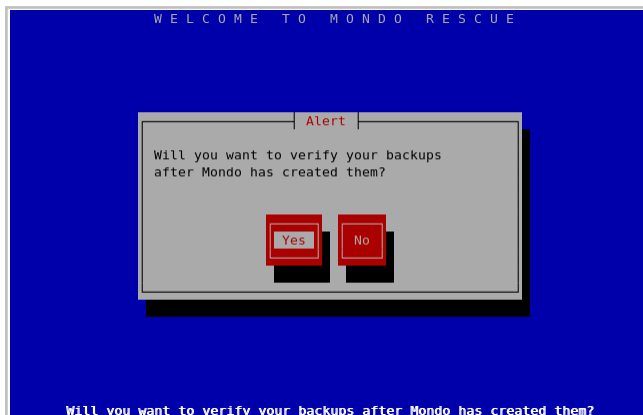 WELCOME TO MONDO RESCUE
Alert
Will you want to verify your backups
after Mondo has created them?
Yes No
Will you want to verify your backups after Mondo has created them?